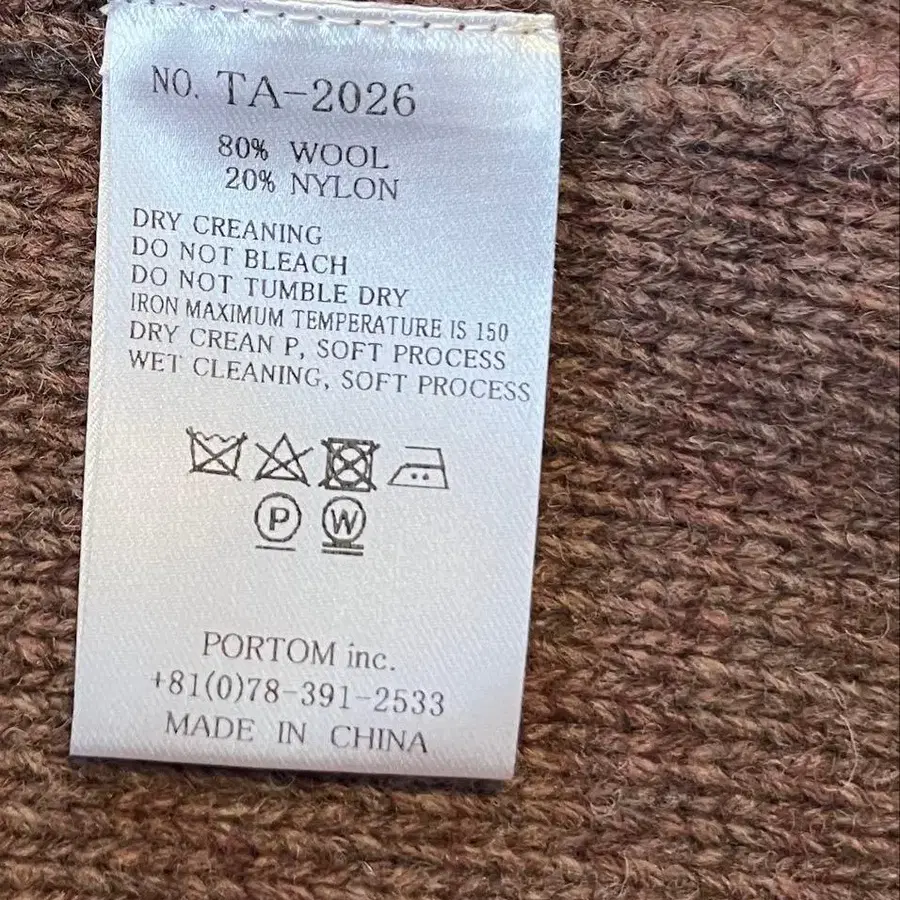 NO. TA-2026
80% WOOL
20% NYLON
DRY CREANING
DO NOT BLEACH
DO NOT TUMBLE DRY
IRON MAXIMUM TEMPERATURE IS 150
DRY CREAN P, SOFT PROCESS
WET CLEANING, SOFT PROCESS
P W
PORTOM inc.
+81(0)78-391-2533
MADE IN CHINA